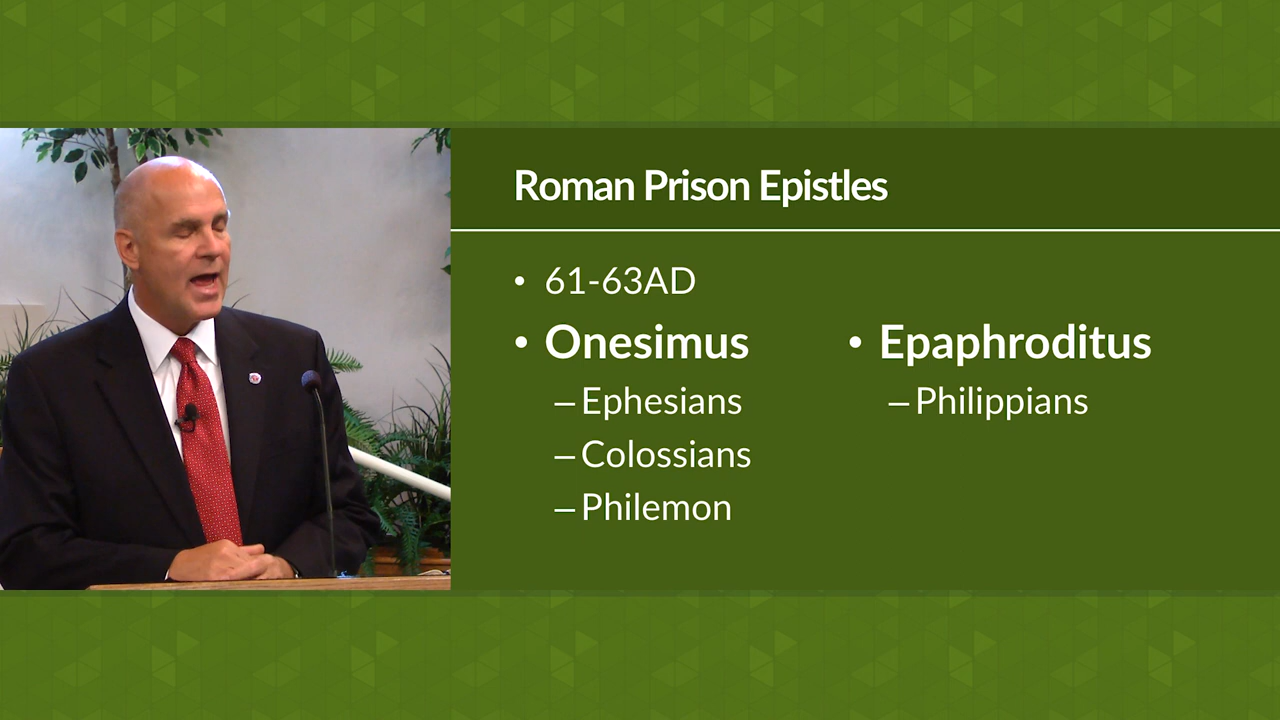 Roman Prison Epistles
• 61-63AD
• Onesimus
– Ephesians
– Colossians
– Philemon
• Epaphroditus
– Philippians